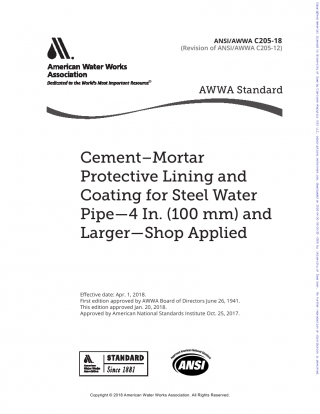 ANSI/AWWA C205-18
(Revision of ANSI/AWWA C205-12)
American Water Works
Association
Dedicated to the World's Most Important Resource®
AWWA Standard
Cement–Mortar
Protective Lining and
Coating for Steel Water
Pipe—4 In. (100 mm) and
Larger—Shop Applied
Effective date: Apr. 1, 2018.
First edition approved by AWWA Board of Directors June 26, 1941.
This edition approved Jan. 20, 2018.
Approved by American National Standards Institute Oct. 25, 2017.
American Water Works
Association
STANDARD
Since 1881
ANSI
Copyright © 2018 American Water Works Association. All Rights Reserved.